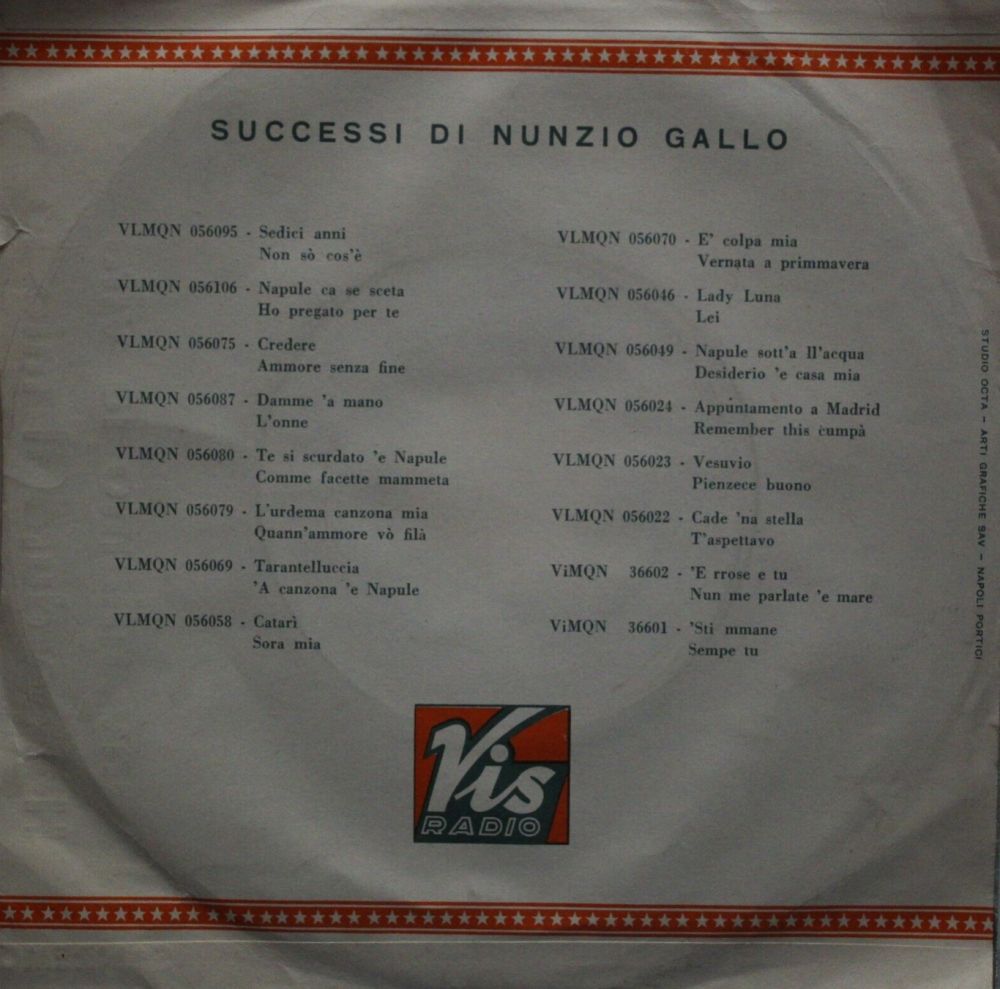 SUCCESSI DI NUNZIO GALLO
VLMQN 056095 - Sedici anni
Non sò cos'è
VLMQN 056106 - Napule ca se sceta
Ho pregato per te
VLMQN 056075 - Credere
Ammore senza fine
VLMQN 056087 - Damme 'a mano
L'onne
VLMQN 056080 - Te si scurdato 'e Napule
Comme facette mammeta
VLMQN 056079 - L'urdema canzona mia
Quann'ammore vò filà
VLMQN 056069 - Tarantelluccia
'A canzona 'e Napule
VLMQN 056058 - Catarì
Sora mia
VLMQN 056070 - E' colpa mia
Vernata a primmavera
VLMQN 056046 - Lady Luna
Lei
VLMQN 056049 - Napule sott'a ll'acqua
Desiderio 'e casa mia
VLMQN 056024 - Appuntamento a Madrid
Remember this cumpà
VLMQN 056023 - Vesuvio
Pienzece buono
VLMQN 056022 - Cade 'na stella
T'aspettavo
ViMQN 36602 - 'E rrose e tu
Nun me parlate 'e mare
ViMQN 36601 - 'Sti mmane
Sempe tu
Vis
RADIO
STUDIO OCTA - ARTI GRAFICHE SAV - NAPOLI PORTICI